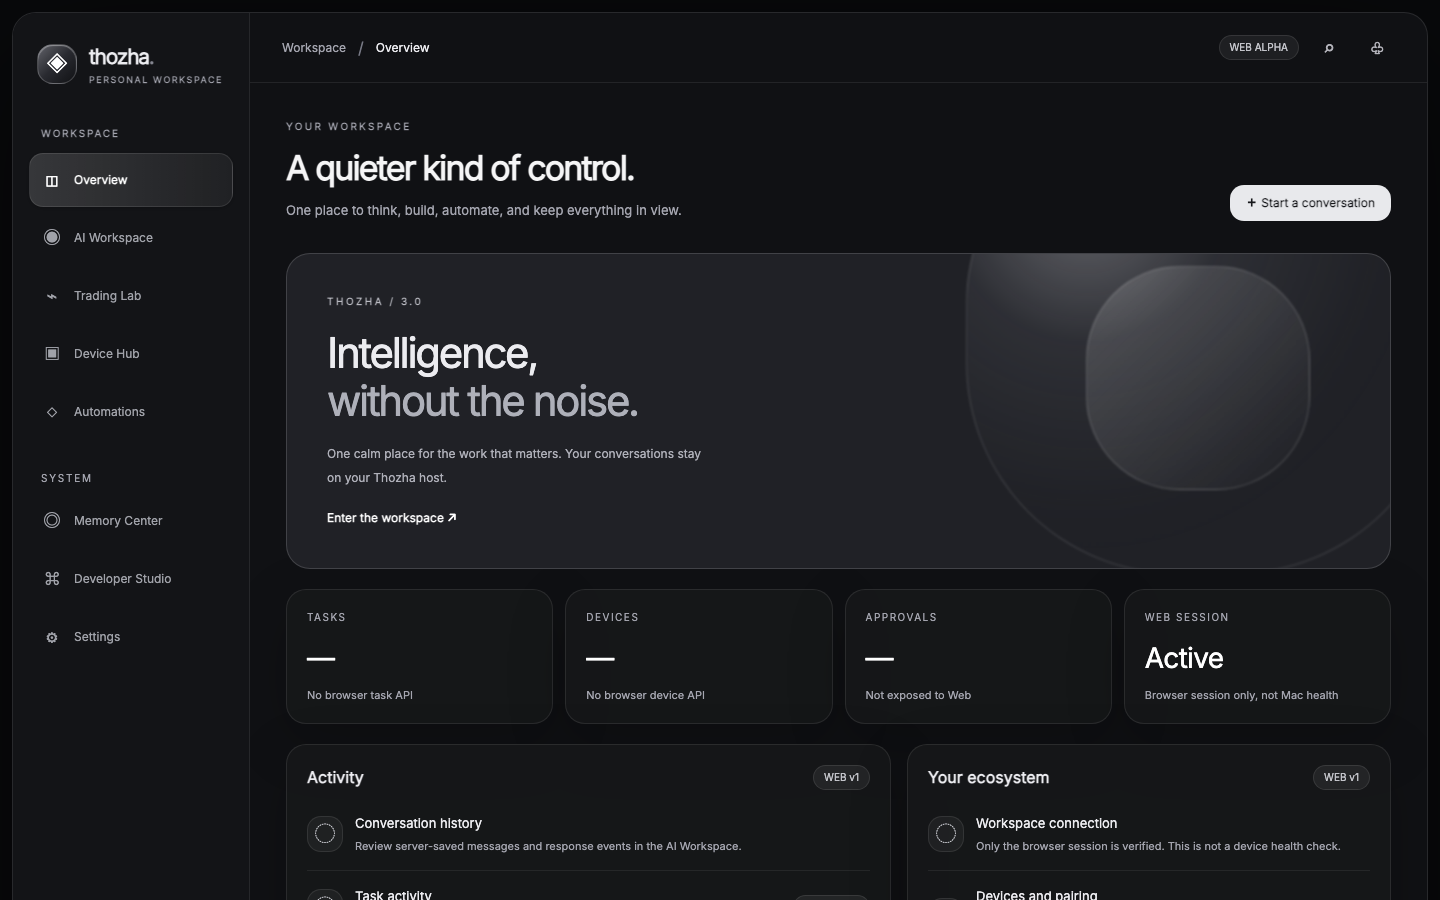 thozha.
PERSONAL WORKSPACE
WORKSPACE
Overview
AI Workspace
Trading Lab
Device Hub
Automations
SYSTEM
Memory Center
Developer Studio
Settings
Workspace / Overview
WEB ALPHA
YOUR WORKSPACE
A quieter kind of control.
One place to think, build, automate, and keep everything in view.
+ Start a conversation
THOZHA / 3.0
Intelligence,
without the noise.
One calm place for the work that matters. Your conversations stay
on your Thozha host.
Enter the workspace ↗
TASKS
—
No browser task API
DEVICES
—
No browser device API
APPROVALS
—
Not exposed to Web
WEB SESSION
Active
Browser session only, not Mac health
Activity
WEB v1
Conversation history
Review server-saved messages and response events in the AI Workspace.
Task activity
Your ecosystem
WEB v1
Workspace connection
Only the browser session is verified. This is not a device health check.
Devices and pairing